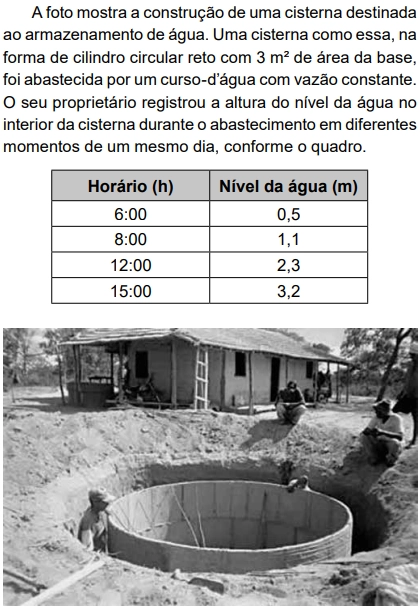 A foto mostra a construção de uma cisterna destinada
ao armazenamento de água. Uma cisterna como essa, na
forma de cilindro circular reto com 3 m² de área da base,
foi abastecida por um curso-d’água com vazão constante.
O seu proprietário registrou a altura do nível da água no
interior da cisterna durante o abastecimento em diferentes
momentos de um mesmo dia, conforme o quadro.
Horário (h) Nível da água (m)
6:00 0,5
8:00 1,1
12:00 2,3
15:00 3,2